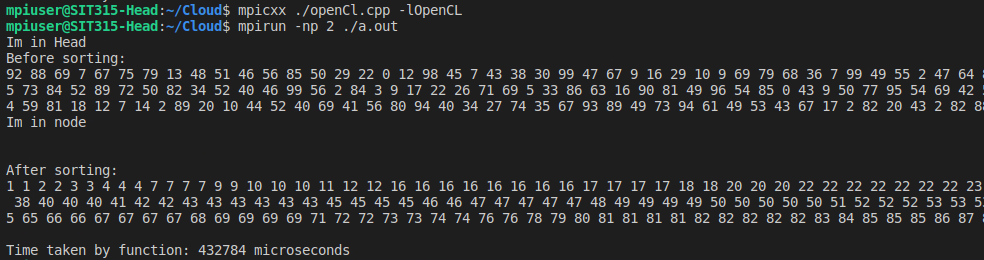 mpiuser@SIT315-Head:~/Cloud$ mpicxx ./openCl.cpp -lOpenCL
mpiuser@SIT315-Head:~/Cloud$ mpirun -np 2 ./a.out
Im in Head
Before sorting:
92 88 69 7 67 75 79 13 48 51 46 56 85 50 29 22 0 12 98 45 7 43 38 30 99 47 67 9 16 29 10 9 69 79 68 36 7 99 49 55 2 47 64
5 73 84 52 89 72 50 82 34 52 40 46 99 56 2 84 3 9 17 22 26 71 69 5 33 86 63 16 90 81 49 96 54 85 0 43 9 50 77 95 54 69 42
4 59 81 18 12 7 14 2 89 20 10 44 52 40 69 41 56 80 94 40 34 27 74 35 67 93 89 49 73 94 61 49 53 43 67 17 2 82 20 43 2 82
Im in node
After sorting:
1 1 2 2 3 3 4 4 4 7 7 7 7 9 9 10 10 10 11 12 12 16 16 16 16 16 16 16 16 17 17 17 17 18 18 20 20 20 22 22 22 22 22 22 22 23
38 40 40 40 41 42 42 43 43 43 43 43 43 45 45 45 45 46 46 47 47 47 47 47 48 49 49 49 49 50 50 50 50 50 51 52 52 52 53 53
5 65 66 66 67 67 67 67 68 69 69 69 69 71 72 72 73 73 74 74 76 76 78 79 80 81 81 81 81 82 82 82 82 82 83 84 85 85 85 86 87
Time taken by function: 432784 microseconds